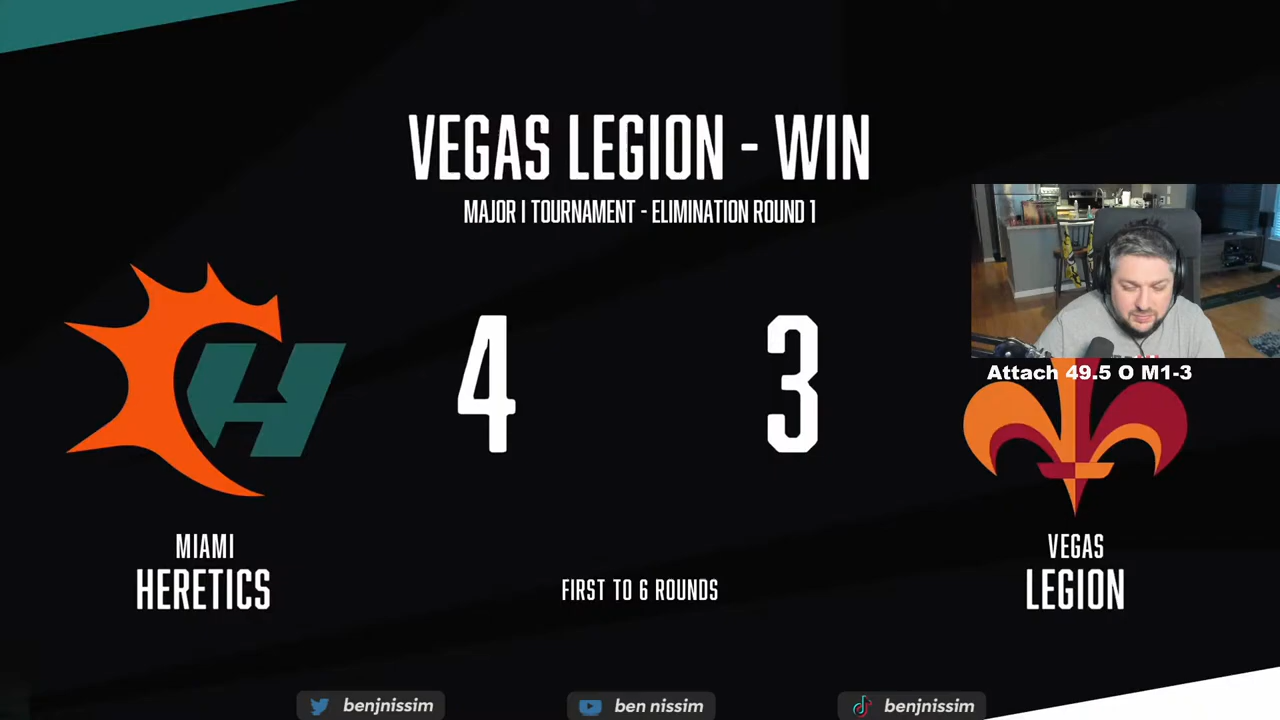 VEGAS LEGION - WIN
MAJOR I TOURNAMENT - ELIMINATION ROUND 1
4 3
Attach 49.5 O M1-3
MIAMI
HERETICS
VEGAS
LEGION
FIRST TO 6 ROUNDS
benjnissim
ben nissim
benjnissim